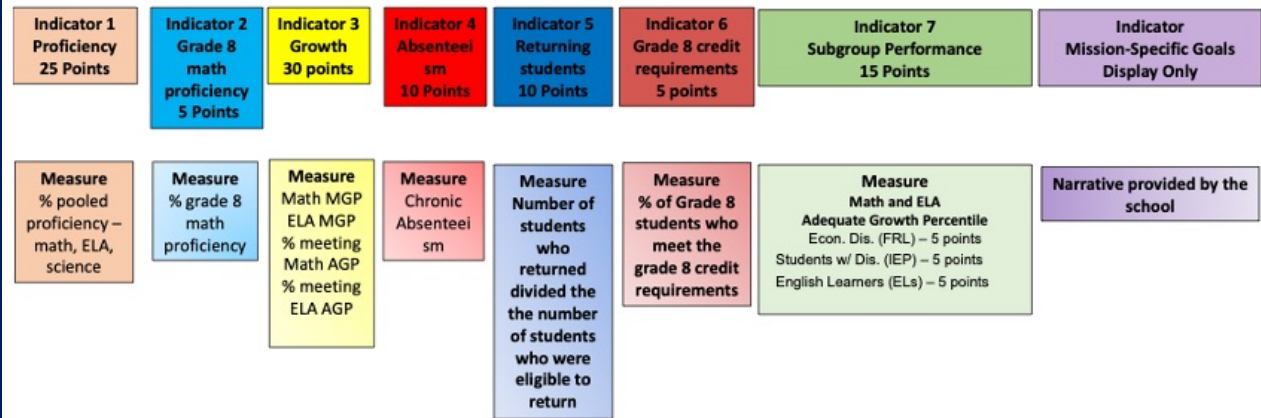 Indicator 1
Proficiency
25 Points
Indicator 2
Grade 8
math
proficiency
5 Points
Indicator 3
Growth
30 points
Indicator 4
Absenteei
sm
10 Points
Indicator 5
Returning
students
10 Points
Indicator 6
Grade 8 credit
requirements
5 points
Indicator 7
Subgroup Performance
15 Points
Indicator
Mission-Specific Goals
Display Only
Measure
% pooled
proficiency –
math, ELA,
science
Measure
% grade 8
math
proficiency
Measure
Math MGP
ELA MGP
% meeting
Math AGP
% meeting
ELA AGP
Measure
Chronic
Absenteei
sm
Measure
Number of
students
who
returned
divided the
the number
of students
who were
eligible to
return
Measure
% of Grade 8
students who
meet the
grade 8 credit
requirements
Measure
Math and ELA
Adequate Growth Percentile
Econ. Dis. (FRL) – 5 points
Students w/ Dis. (IEP) – 5 points
English Learners (ELs) – 5 points
Narrative provided by the
school